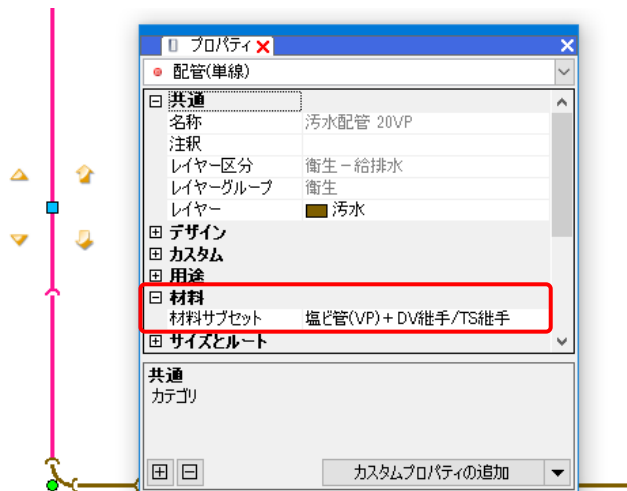 プロパティ
配管(単線)
共通
名称 汚水配管 20VP
注釈
レイヤー区分 衛生－給排水
レイヤーグループ 衛生
レイヤー 汚水
デザイン
カスタム
用途
材料
材料サブセット 塩ビ管(VP)+DV継手/TS継手
サイズとルート
共通
カテゴリ
カスタムプロパティの追加